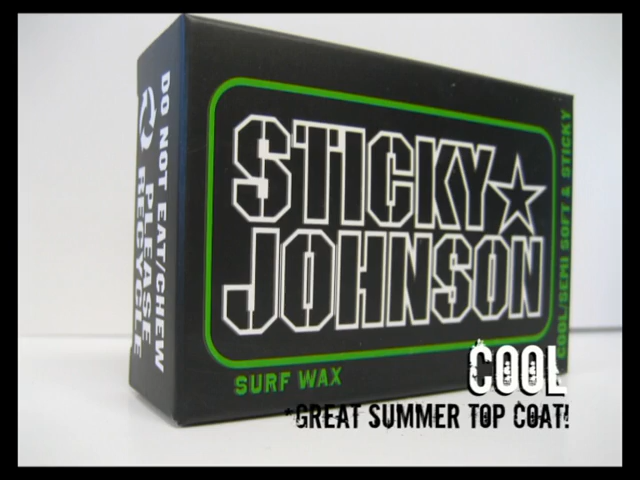 DO NOT EAT/CHEW
PLEASE
RECYCLE
STICKY
JOHNSON
SURF WAX
COOL/SEMI SOFT & STICKY
COOL
*GREAT SUMMER TOP COAT!